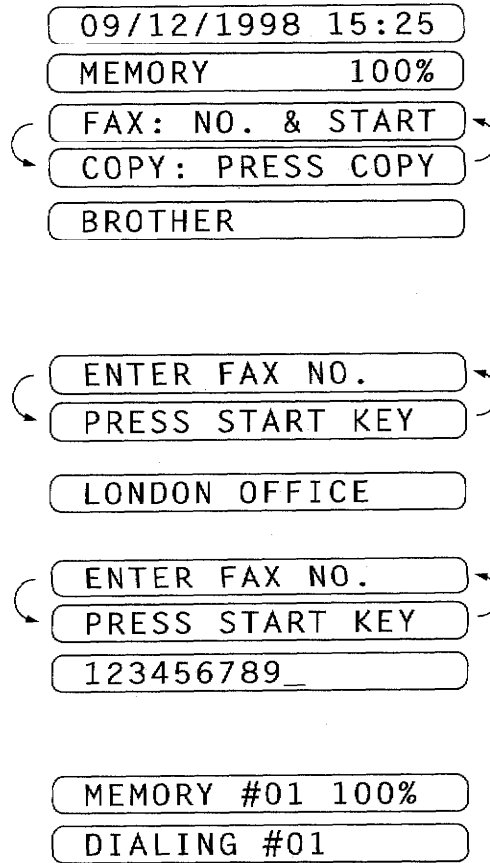 09/12/1998 15:25
MEMORY 100%
FAX: NO. & START
COPY: PRESS COPY
BROTHER
ENTER FAX NO.
PRESS START KEY
LONDON OFFICE
ENTER FAX NO.
PRESS START KEY
123456789_
MEMORY #01 100%
DIALING #01